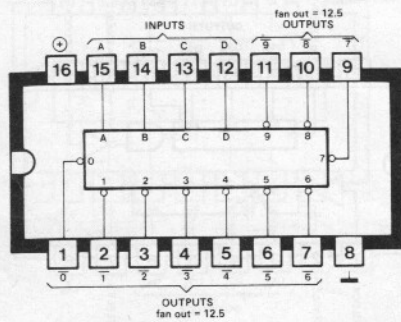 fan out = 12.5
INPUTS OUTPUTS
⊕ A B C D 9̅ 8̅ 7̅
16 15 14 13 12 11 10 9
A B C D 9 8
0 7
1 2 3 4 5 6
1 2 3 4 5 6 7 8
0̅ 1̅ 2̅ 3̅ 4̅ 5̅ 6̅
OUTPUTS
fan out = 12.5